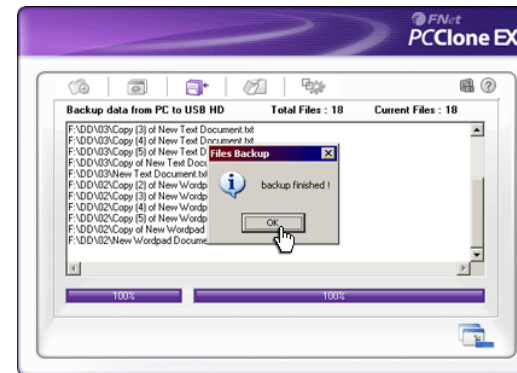 FNet
PCClone EX
Backup data from PC to USB HD Total Files : 18 Current Files : 18
F:\DD\03\Copy (3) of New Text Document.txt
F:\DD\03\Copy (4) of New Text Document.txt
F:\DD\03\Copy (5) of New Text D
F:\DD\03\Copy of New Text Docu
F:\DD\03\New Text Document.txt
F:\DD\02\Copy (2) of New Wordp
F:\DD\02\Copy (3) of New Wordp
F:\DD\02\Copy (4) of New Wordp
F:\DD\02\Copy (5) of New Wordp
F:\DD\02\Copy of New Wordpad
F:\DD\02\New Wordpad Docume
Files Backup
backup finished !
OK
100% 100%